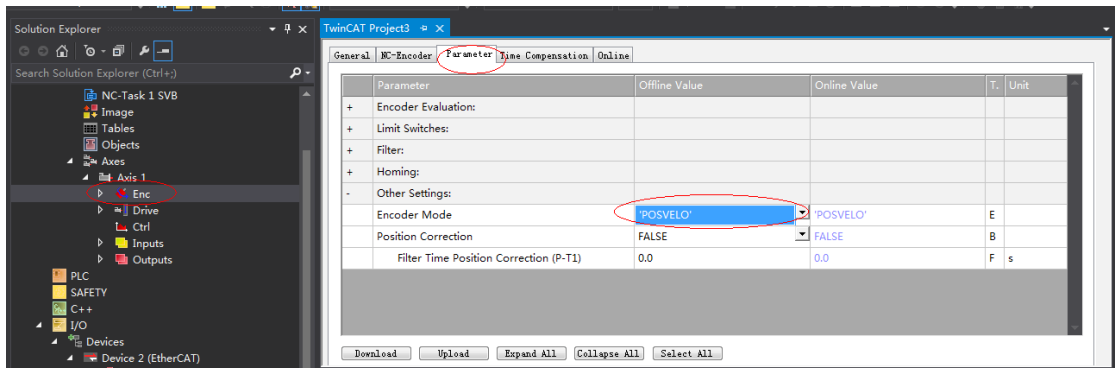 Solution Explorer
TwinCAT Project3
Search Solution Explorer (Ctrl+;)
NC-Task 1 SVB
Image
Tables
Objects
Axes
Axis 1
Enc
Drive
Ctrl
Inputs
Outputs
PLC
SAFETY
C++
I/O
Devices
Device 2 (EtherCAT)
General NC-Encoder Parameter Time Compensation Online
Parameter Offline Value Online Value T. Unit
+ Encoder Evaluation:
+ Limit Switches:
+ Filter:
+ Homing:
- Other Settings:
Encoder Mode 'POSVELO' 'POSVELO' E
Position Correction FALSE FALSE B
Filter Time Position Correction (P-T1) 0.0 0.0 F s
Download Upload Expand All Collapse All Select All